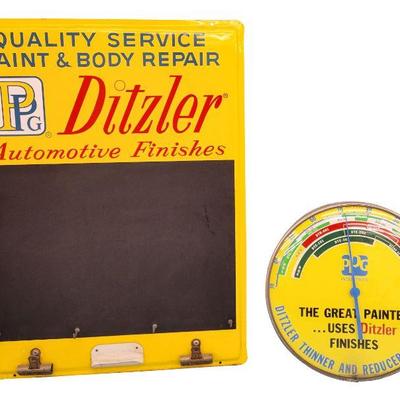 QUALITY SERVICE
AINT & BODY REPAIR
PPG
Ditzler®
Automotive Finishes
PPG
THE GREAT PAINTE
...USES Ditzler
FINISHES
DITZLER THINNER AND REDUCER